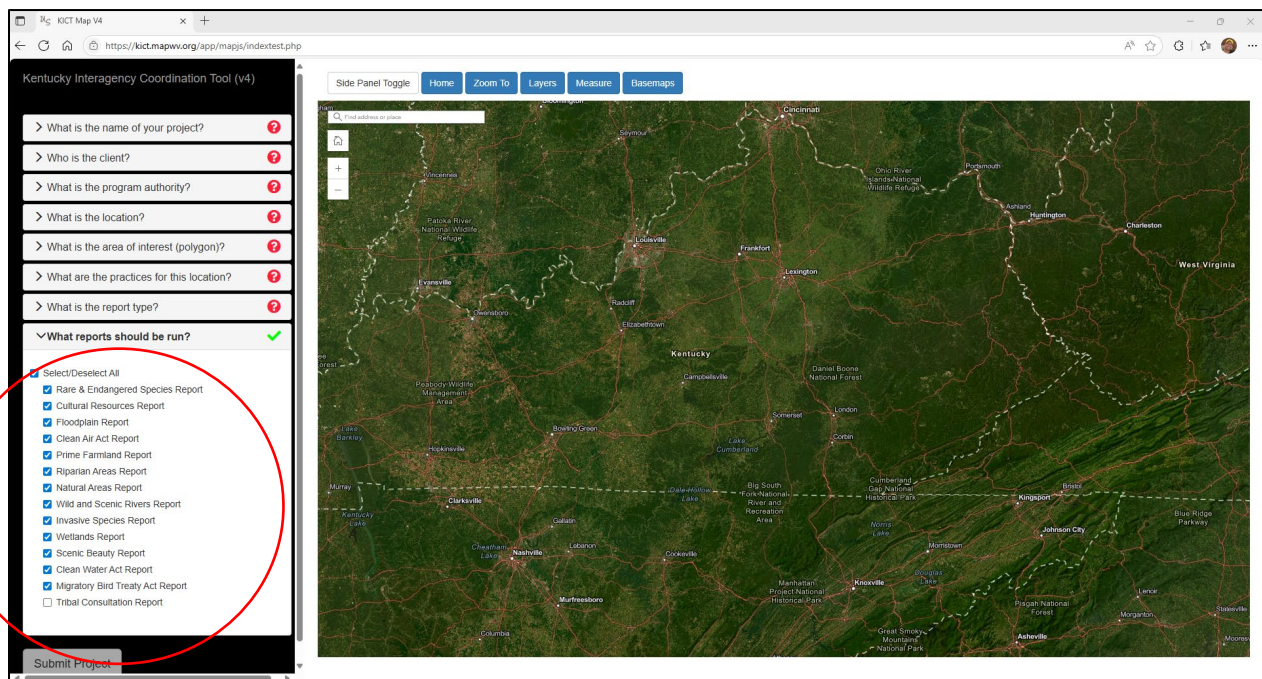 KICT Map V4
https://kict.mapwv.org/app/mapjs/indextest.php
Kentucky Interagency Coordination Tool (v4)
What is the name of your project?
Who is the client?
What is the program authority?
What is the location?
What is the area of interest (polygon)?
What are the practices for this location?
What is the report type?
What reports should be run?
Select/Deselect All
Rare & Endangered Species Report
Cultural Resources Report
Floodplain Report
Clean Air Act Report
Prime Farmland Report
Riparian Areas Report
Natural Areas Report
Wild and Scenic Rivers Report
Invasive Species Report
Wetlands Report
Scenic Beauty Report
Clean Water Act Report
Migratory Bird Treaty Act Report
Tribal Consultation Report
Submit Project
Side Panel Toggle
Home
Zoom To
Layers
Measure
Basemaps
Find address or place
Bloomington
Cincinnati
Seymour
Vincennes
Ohio River
Islands National
Wildlife Refuge
Portsmouth
Ashland
Huntington
Charleston
Patoka River
National Wildlife
Refuge
Louisville
Frankfort
Lexington
West Virginia
Evansville
Owensboro
Radcliff
Elizabethtown
Kentucky
Campbellsville
Daniel Boone
National Forest
Peabody Wildlife
Management
Area
Somerset
London
Lake
Barkley
Bowling Green
Corbin
Hopkinsville
Lake
Cumberland
Murray
Clarksville
Dale Hollow
Lake
Big South
Fork National
River and
Recreation
Area
Cumberland
Gap National
Historical Park
Kingsport
Bristol
Kentucky
Lake
Gallatin
Norris
Lake
Johnson City
Blue Ridge
Parkway
Cheatham
Lake
Nashville
Lebanon
Cookeville
Morristown
Manhattan
Project National
Historical Park
Knoxville
Douglas
Lake
Murfreesboro
Pisgah National
Forest
Lenoir
Morganton
Statesville
Columbia
Great Smoky
Mountains
National Park
Asheville
Moores